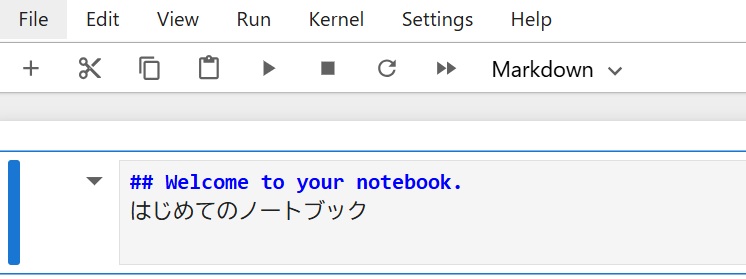 File Edit View Run Kernel Settings Help
Markdown
## Welcome to your notebook.
はじめてのノートブック